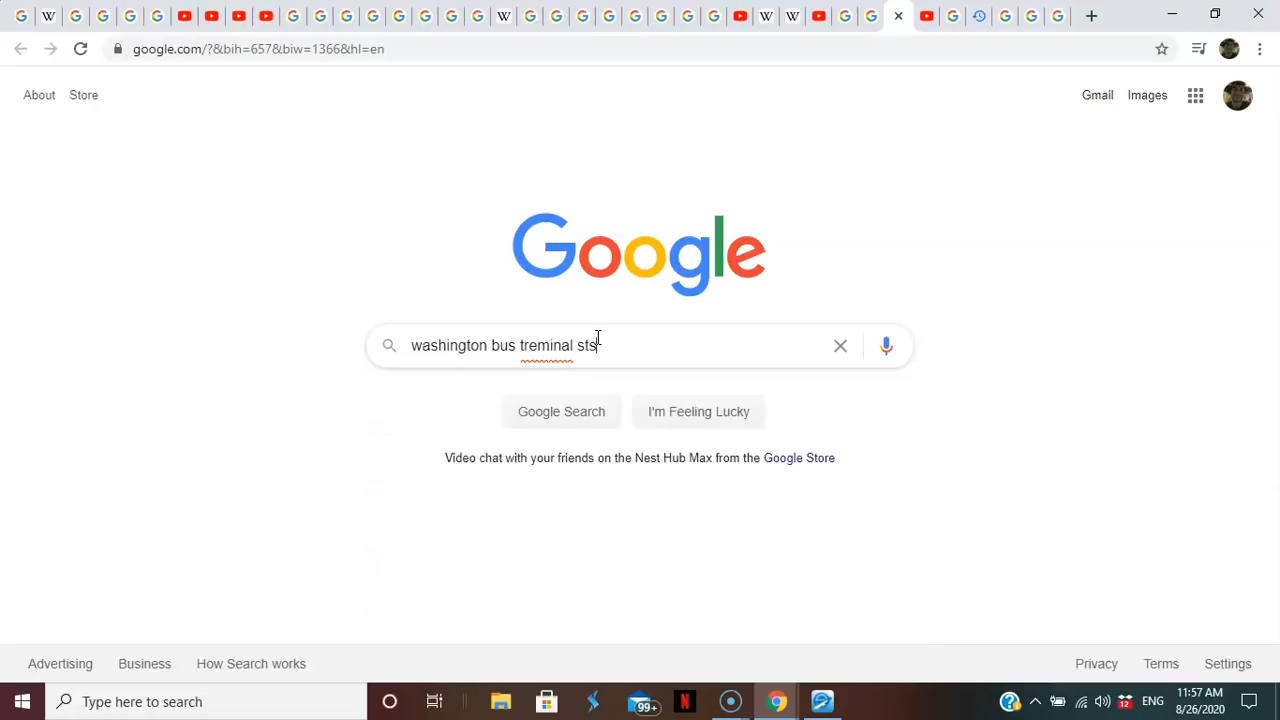 google.com/?&bih=657&biw=1366&hl=en
About Store Gmail Images
Google
washington bus treminal sts
Google Search I'm Feeling Lucky
Video chat with your friends on the Nest Hub Max from the Google Store
Advertising Business How Search works Privacy Terms Settings
Type here to search 99+ N 12 ENG 11:57 AM
8/26/2020